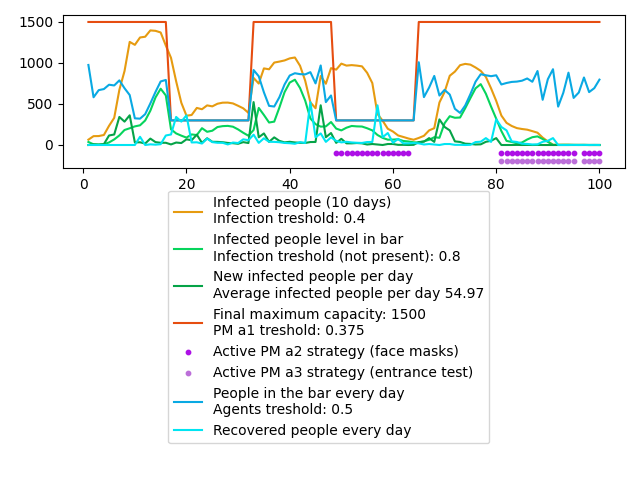 1500
1000
500
0
0 20 40 60 80 100
Infected people (10 days)
Infection treshold: 0.4
Infected people level in bar
Infection treshold (not present): 0.8
New infected people per day
Average infected people per day 54.97
Final maximum capacity: 1500
PM a1 treshold: 0.375
Active PM a2 strategy (face masks)
Active PM a3 strategy (entrance test)
People in the bar every day
Agents treshold: 0.5
Recovered people every day